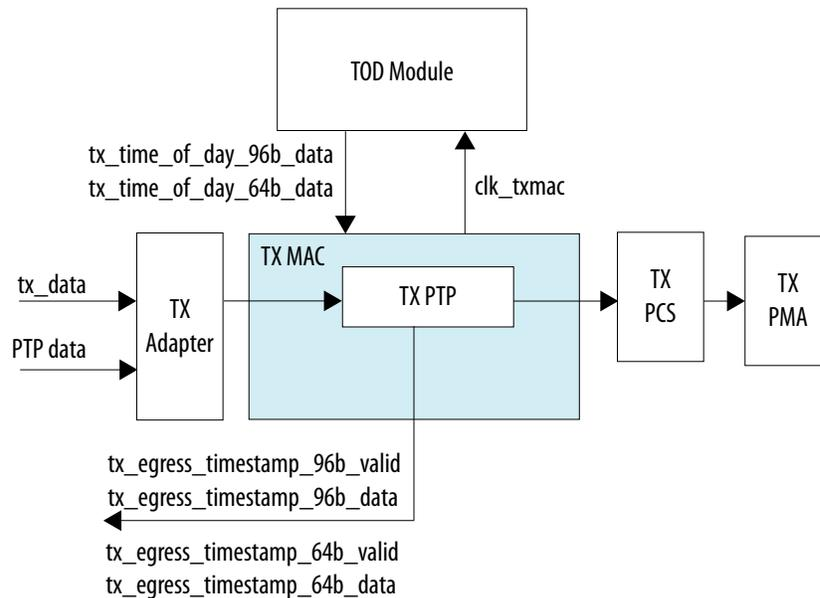 TOD Module
tx_time_of_day_96b_data
tx_time_of_day_64b_data
clk_txmac
TX MAC
tx_data
PTP data
TX
Adapter
TX PTP
TX
PCS
TX
PMA
tx_egress_timestamp_96b_valid
tx_egress_timestamp_96b_data
tx_egress_timestamp_64b_valid
tx_egress_timestamp_64b_data